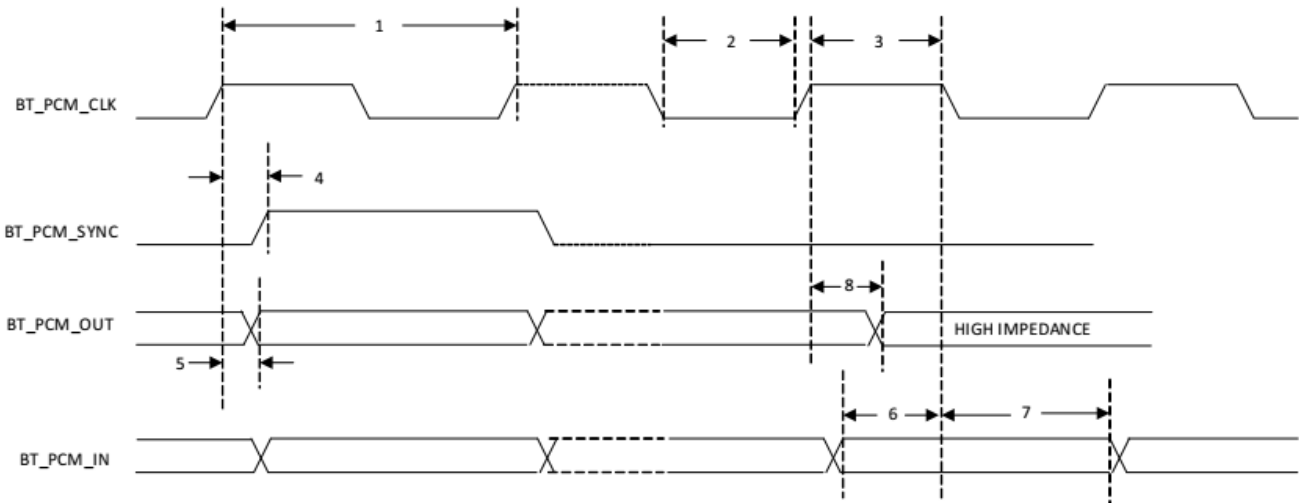 1
2
3
BT_PCM_CLK
4
BT_PCM_SYNC
8
BT_PCM_OUT
HIGH IMPEDANCE
5
6
7
BT_PCM_IN